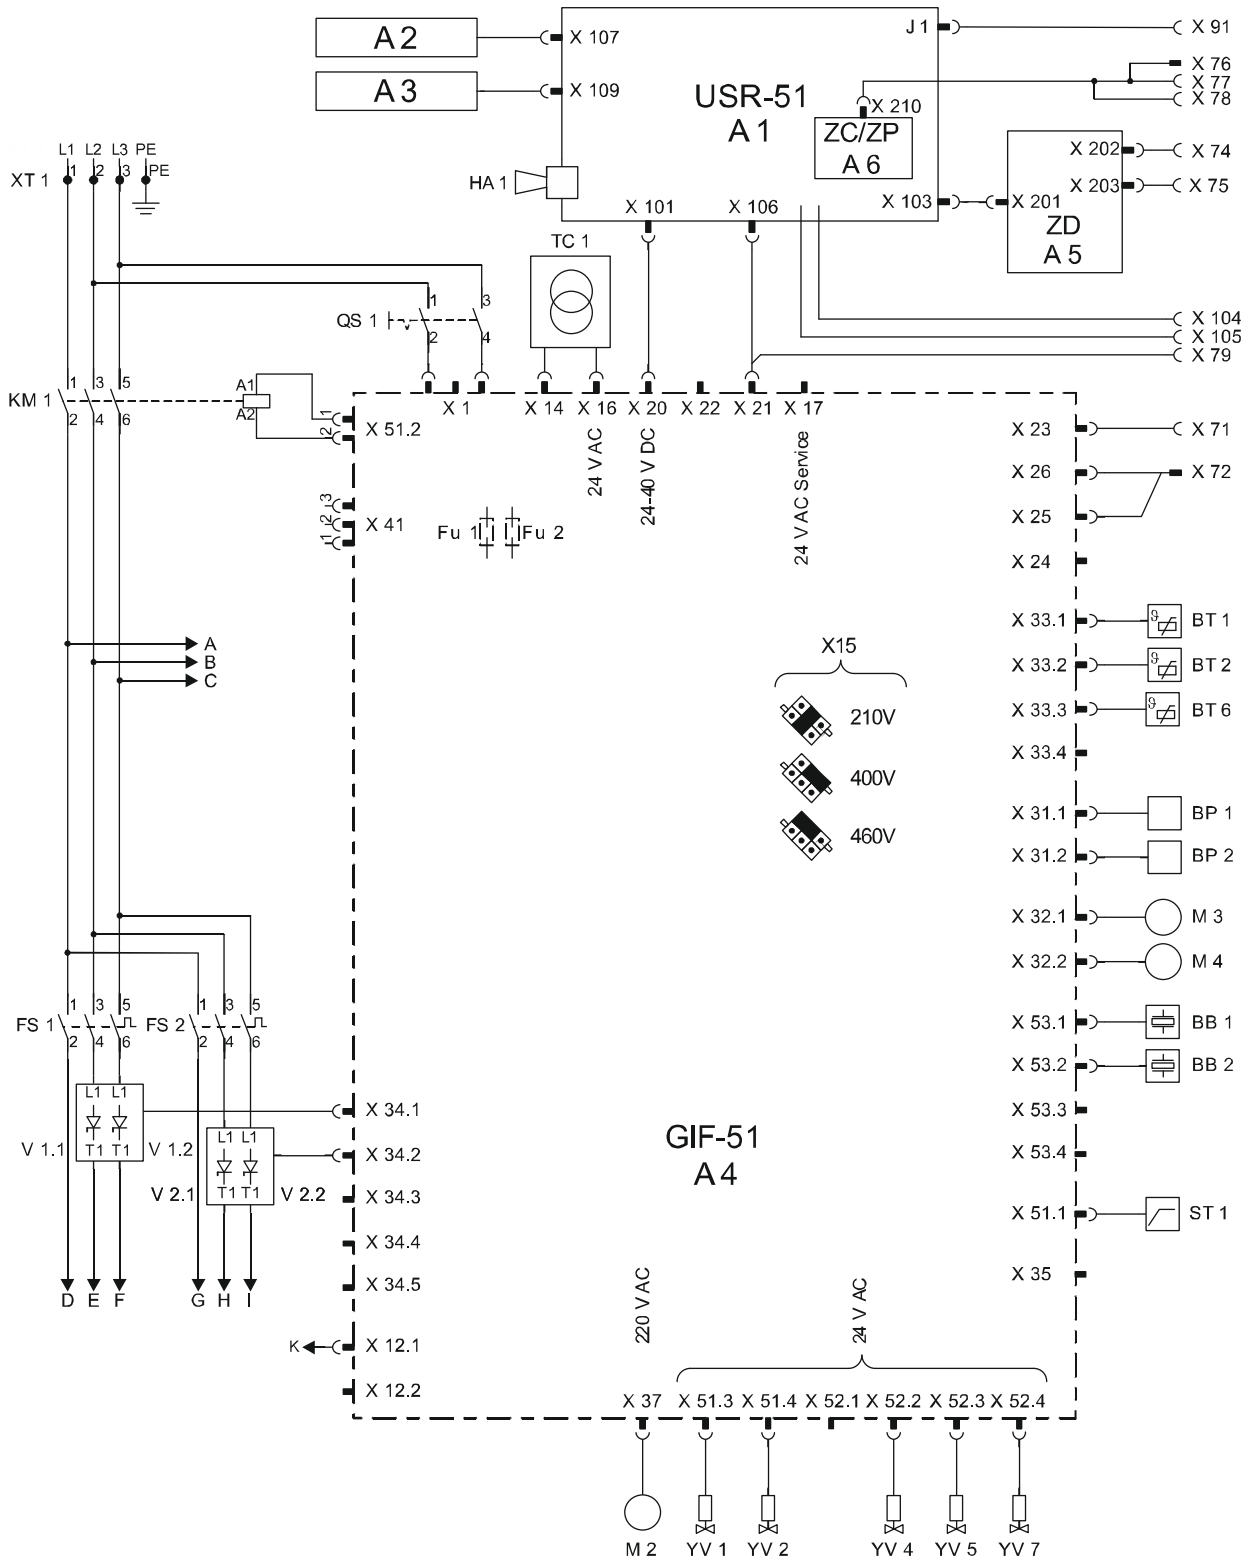 A 2
X 107
J 1
X 91
A 3
X 109
USR-51
A 1
X 76
X 77
X 78
X 210
ZC/ZP
A 6
X 202
X 74
X 203
X 75
L1 L2 L3 PE
XT 1
1 2 3 PE
HA 1
X 101
X 106
X 103
X 201
ZD
A 5
TC 1
X 104
X 105
X 79
QS 1
1 3
2 4
KM 1
1 3 5
2 4 6
A1
A2
1
2
X 51.2
X 1
X 14
X 16
X 20
X 22
X 21
X 17
24 V AC
24-40 V DC
24 V AC Service
X 23
X 71
X 26
X 72
X 25
X 24
3
2
1
X 41
Fu 1
Fu 2
A
B
C
X15
210V
400V
460V
X 33.1
BT 1
X 33.2
BT 2
X 33.3
BT 6
X 33.4
X 31.1
BP 1
X 31.2
BP 2
X 32.1
M 3
X 32.2
M 4
X 53.1
BB 1
X 53.2
BB 2
X 53.3
X 53.4
X 51.1
ST 1
X 35
FS 1
1 3 5
2 4 6
FS 2
1 3 5
2 4 6
L1 L1
T1 T1
V 1.1
V 1.2
L1 L1
T1 T1
V 2.1
V 2.2
X 34.1
X 34.2
X 34.3
X 34.4
X 34.5
GIF-51
A 4
D E F
G H I
K
X 12.1
X 12.2
220 V AC
24 V AC
X 37
X 51.3
X 51.4
X 52.1
X 52.2
X 52.3
X 52.4
M 2
YV 1
YV 2
YV 4
YV 5
YV 7